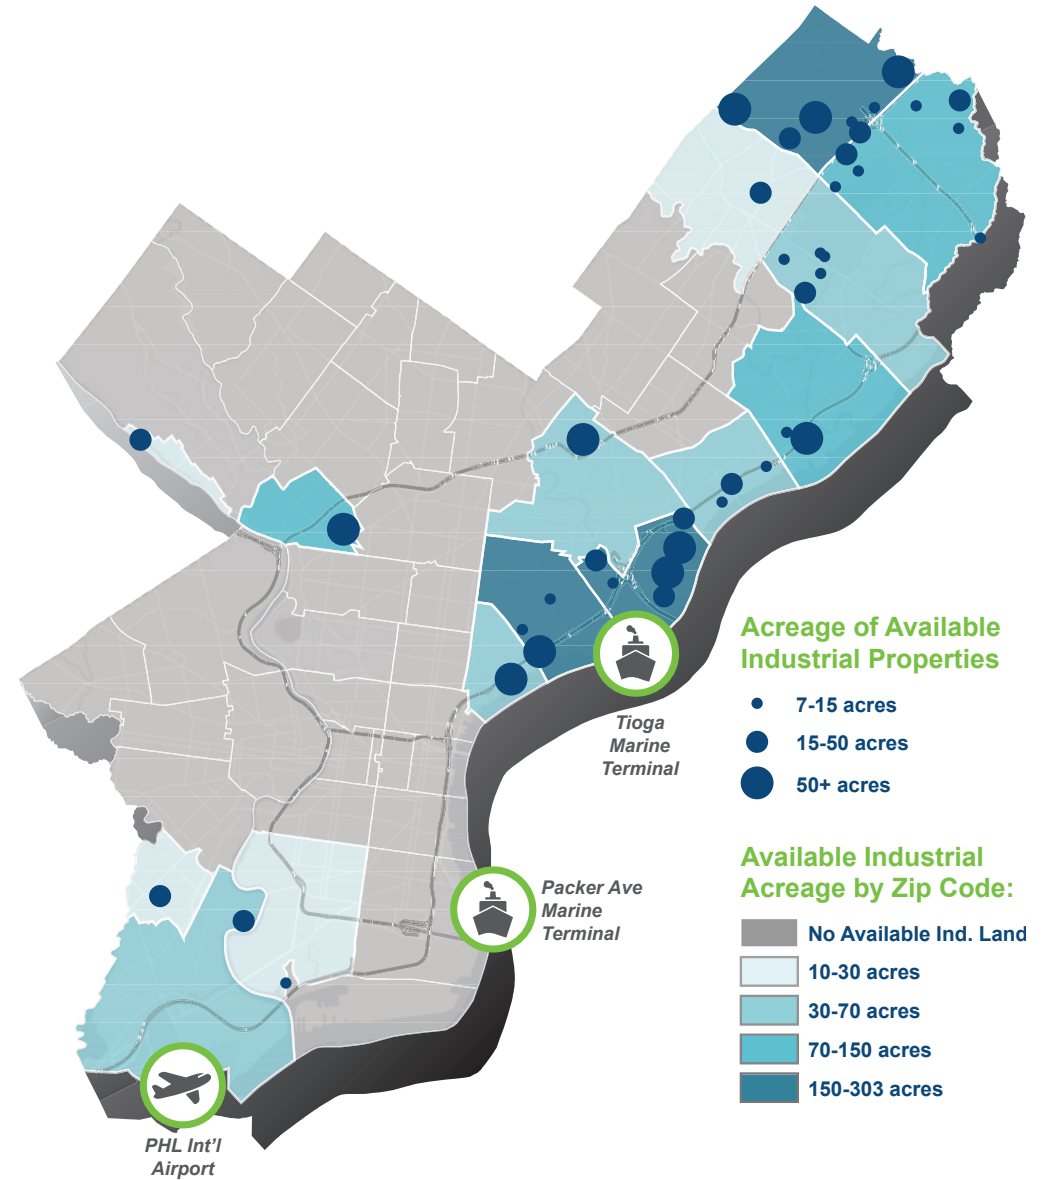 Acreage of Available
Industrial Properties
7-15 acres
15-50 acres
50+ acres
Tioga
Marine
Terminal
Available Industrial
Acreage by Zip Code:
Packer Ave
Marine
Terminal
No Available Ind. Land
10-30 acres
30-70 acres
70-150 acres
150-303 acres
PHL Int'l
Airport